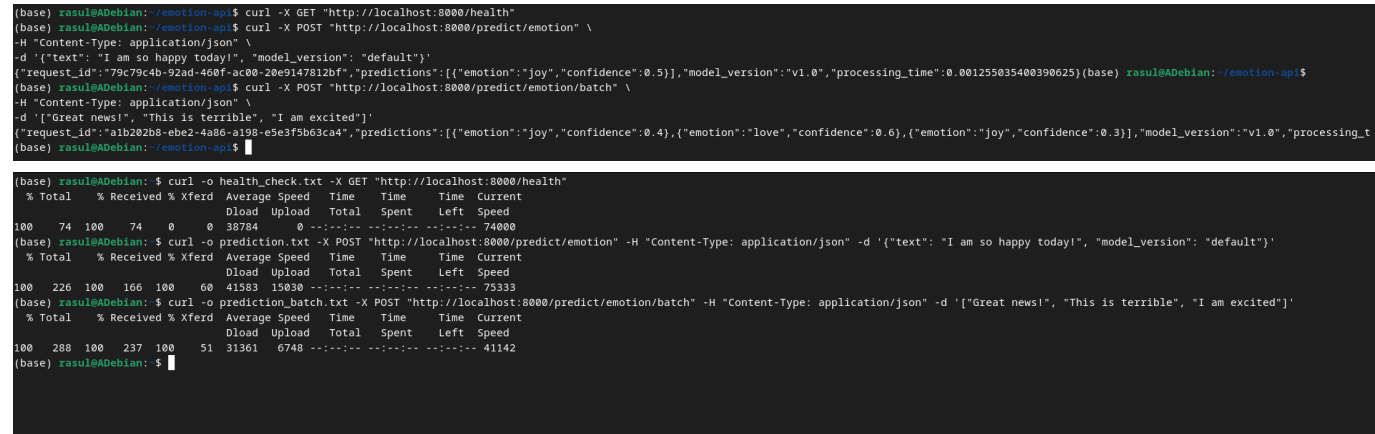 (base) rasul@ADebian:~/emotion-api$ curl -X GET "http://localhost:8000/health"
(base) rasul@ADebian:~/emotion-api$ curl -X POST "http://localhost:8000/predict/emotion" \
-H "Content-Type: application/json" \
-d '{"text": "I am so happy today!", "model_version": "default"}'
{"request_id":"79c79c4b-92ad-460f-ac00-20e9147812bf","predictions":[{"emotion":"joy","confidence":0.5}],"model_version":"v1.0","processing_time":0.001255035400390625}(base) rasul@ADebian:~/emotion-api$
(base) rasul@ADebian:~/emotion-api$ curl -X POST "http://localhost:8000/predict/emotion/batch" \
-H "Content-Type: application/json" \
-d '["Great news!", "This is terrible", "I am excited"]'
{"request_id":"a1b202b8-ebe2-4a86-a198-e5e3f5b63ca4","predictions":[{"emotion":"joy","confidence":0.4},{"emotion":"love","confidence":0.6},{"emotion":"joy","confidence":0.3}],"model_version":"v1.0","processing_t
(base) rasul@ADebian:~/emotion-api$
(base) rasul@ADebian:~$ curl -o health_check.txt -X GET "http://localhost:8000/health"
% Total % Received % Xferd Average Speed Time Time Time Current
Dload Upload Total Spent Left Speed
100 74 100 74 0 0 38784 0 --:--:-- --:--:-- --:--:-- 74000
(base) rasul@ADebian:~$ curl -o prediction.txt -X POST "http://localhost:8000/predict/emotion" -H "Content-Type: application/json" -d '{"text": "I am so happy today!", "model_version": "default"}'
% Total % Received % Xferd Average Speed Time Time Time Current
Dload Upload Total Spent Left Speed
100 226 100 166 100 60 41583 15030 --:--:-- --:--:-- --:--:-- 75333
(base) rasul@ADebian:~$ curl -o prediction_batch.txt -X POST "http://localhost:8000/predict/emotion/batch" -H "Content-Type: application/json" -d '["Great news!", "This is terrible", "I am excited"]'
% Total % Received % Xferd Average Speed Time Time Time Current
Dload Upload Total Spent Left Speed
100 288 100 237 100 51 31361 6748 --:--:-- --:--:-- --:--:-- 41142
(base) rasul@ADebian:~$